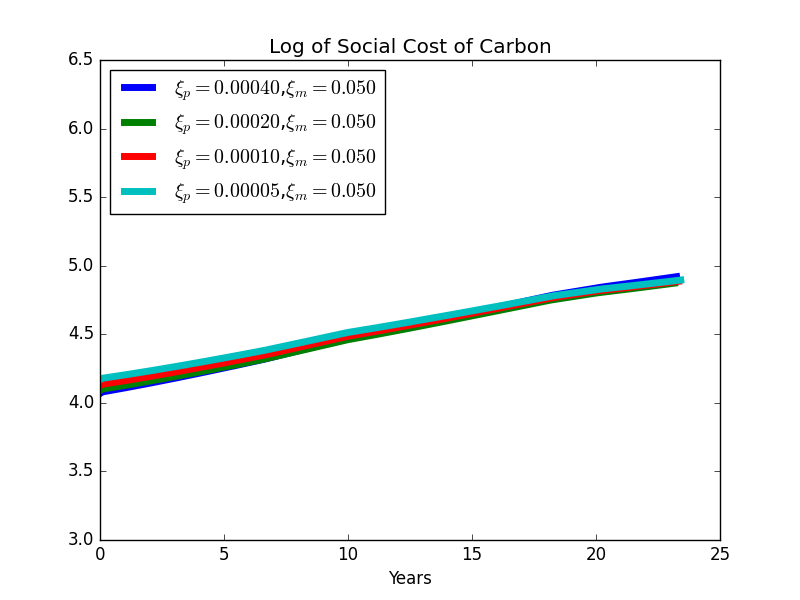 Log of Social Cost of Carbon
6.5
6.0
5.5
5.0
4.5
4.0
3.5
3.0
ξp = 0.00040,ξm = 0.050
ξp = 0.00020,ξm = 0.050
ξp = 0.00010,ξm = 0.050
ξp = 0.00005,ξm = 0.050
0 5 10 15 20 25
Years